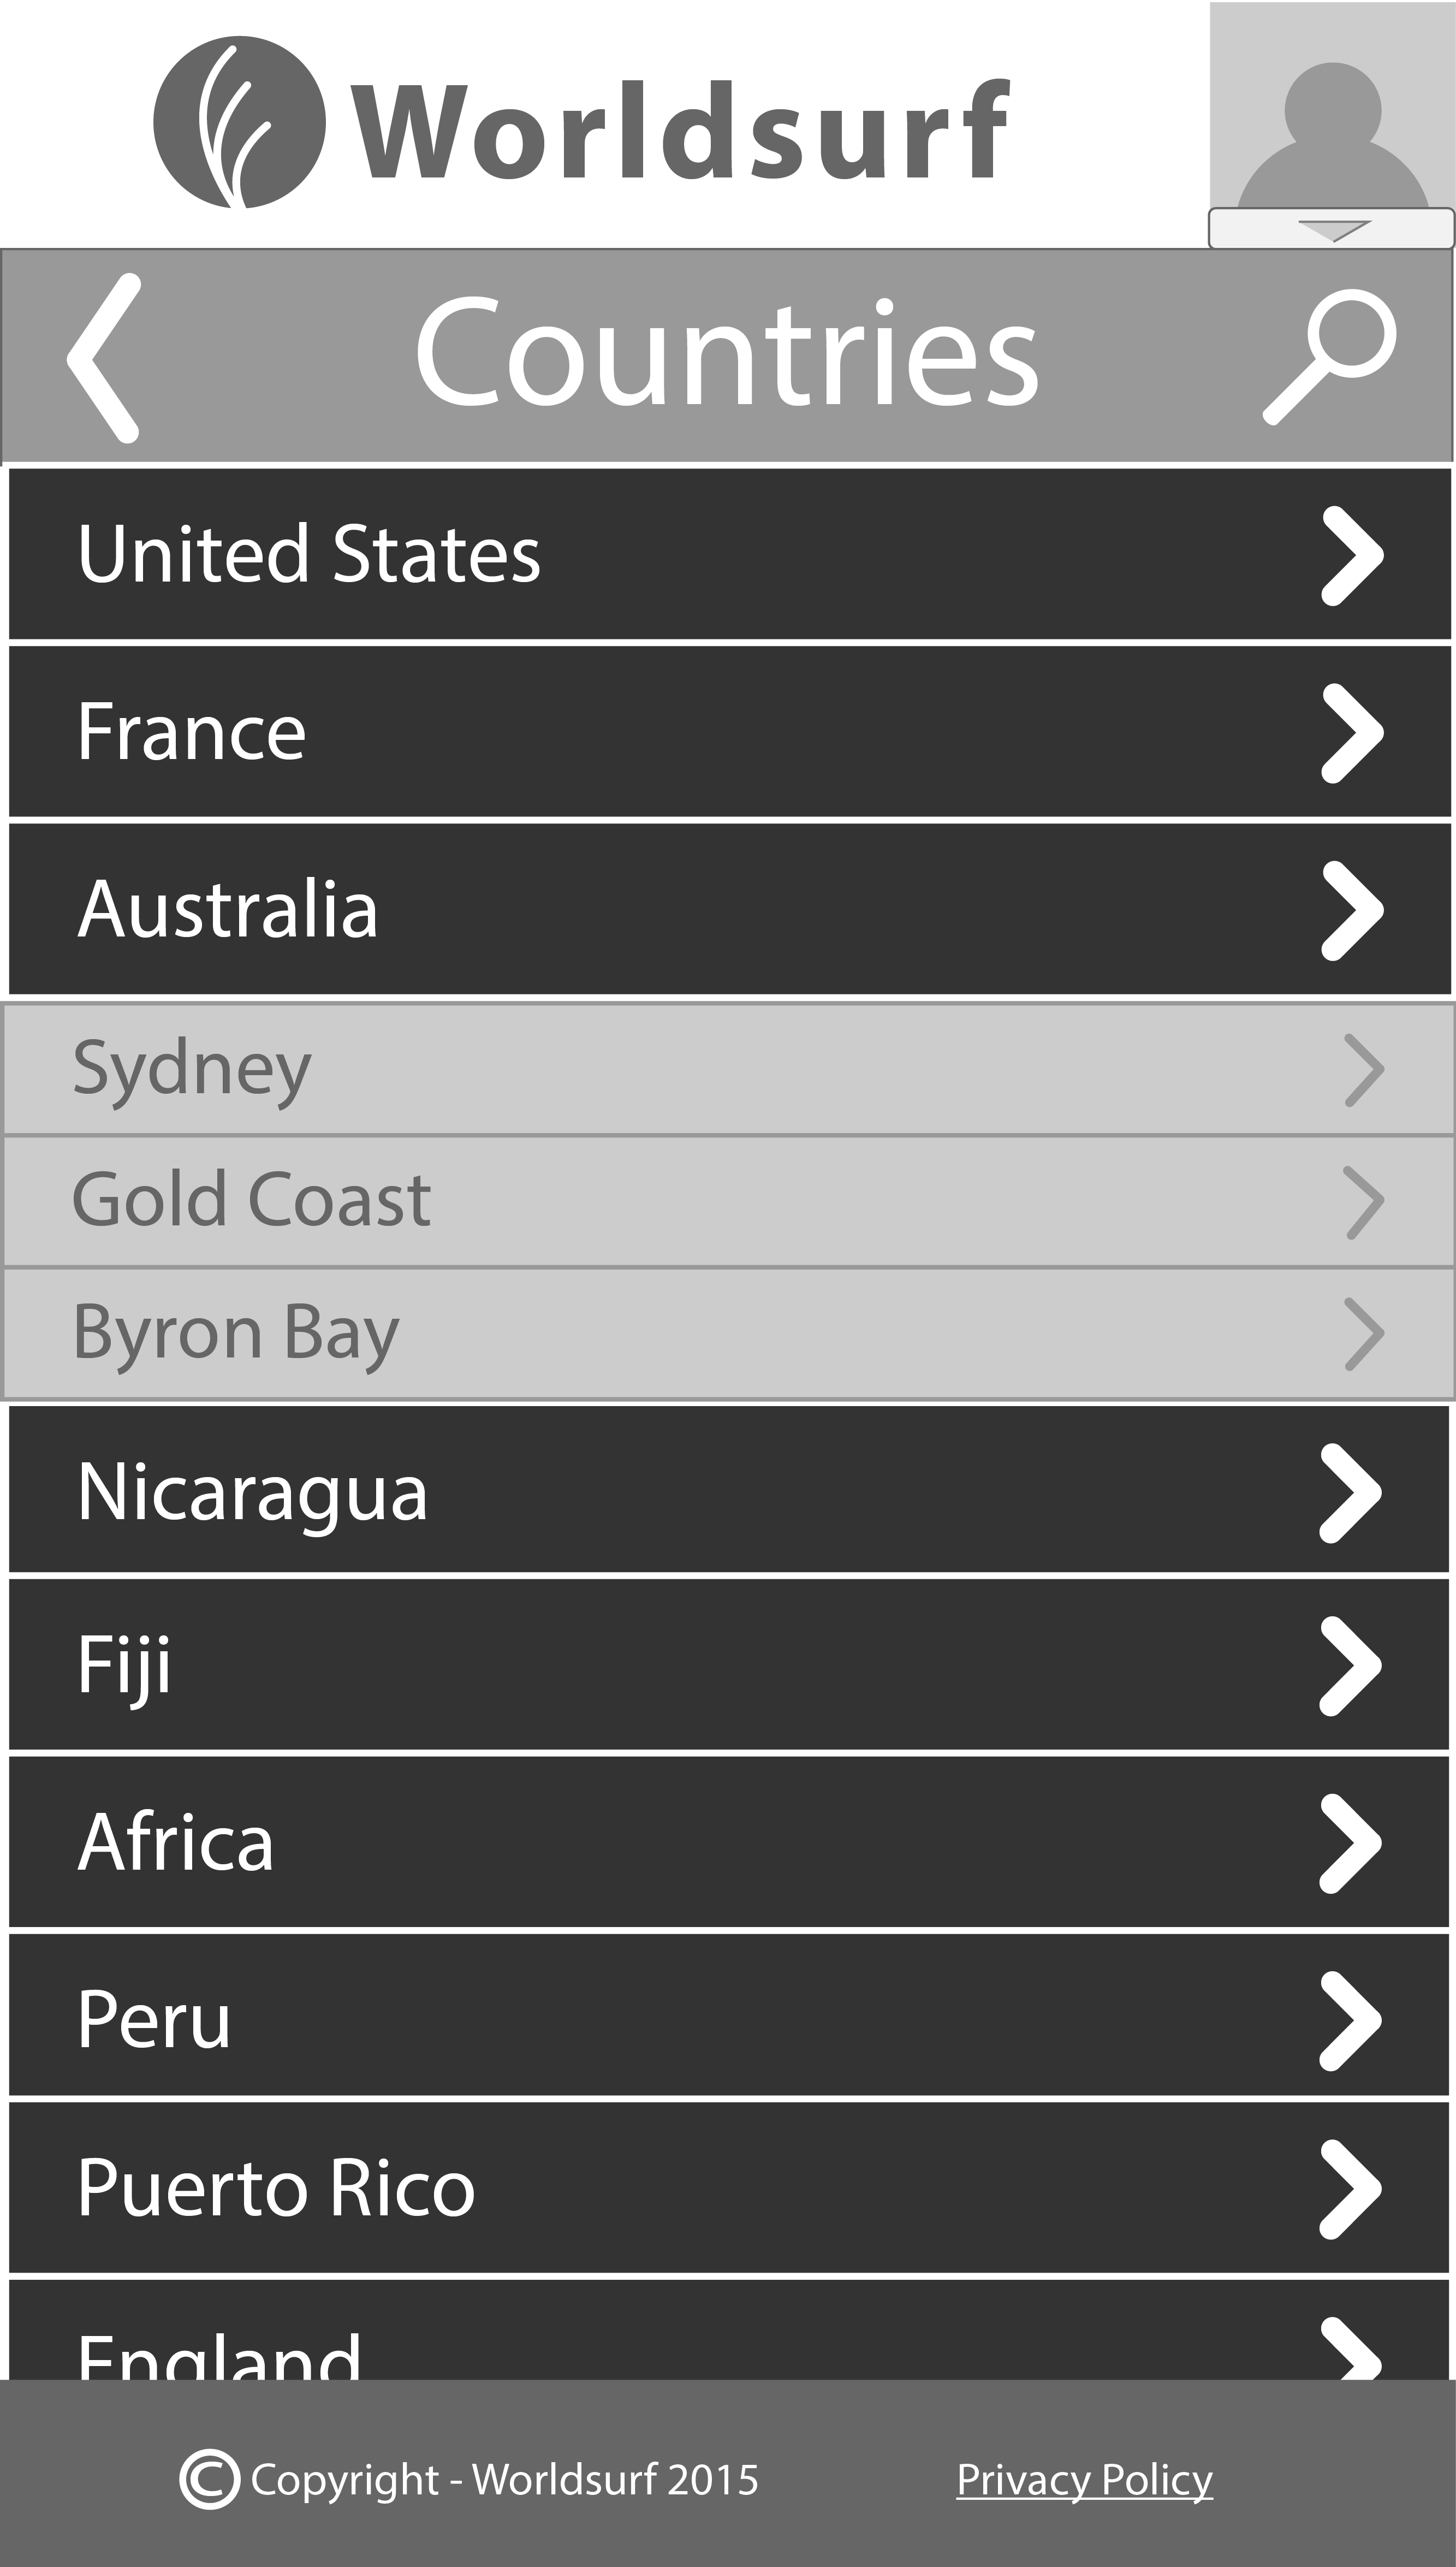 Worldsurf
Countries
United States
France
Australia
Sydney
Gold Coast
Byron Bay
Nicaragua
Fiji
Africa
Peru
Puerto Rico
England
© Copyright - Worldsurf 2015
Privacy Policy